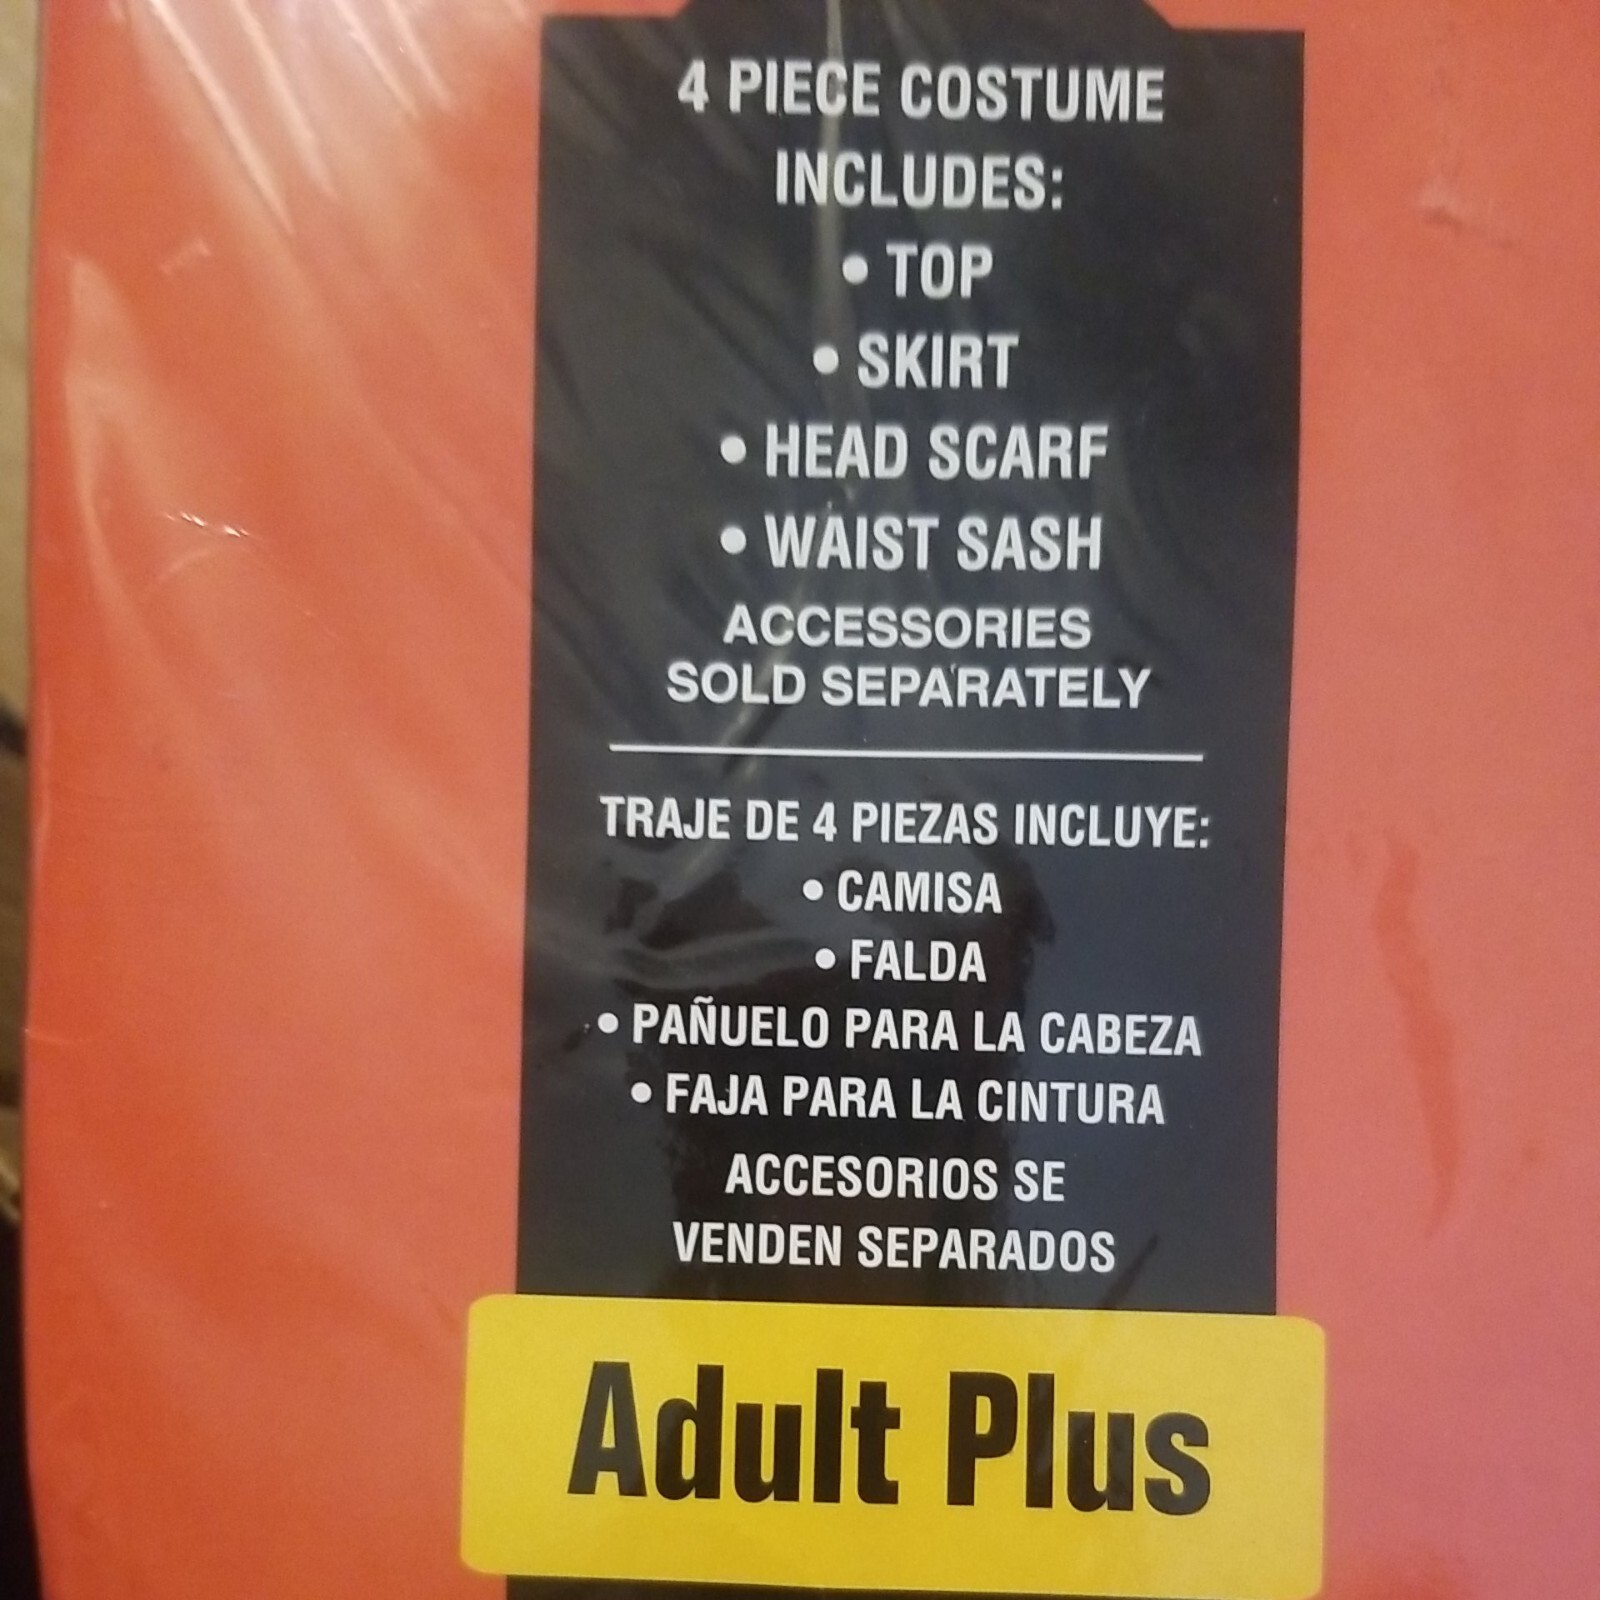 4 PIECE COSTUME
INCLUDES:
• TOP
• SKIRT
• HEAD SCARF
• WAIST SASH
ACCESSORIES
SOLD SEPARATELY
TRAJE DE 4 PIEZAS INCLUYE:
• CAMISA
• FALDA
• PAÑUELO PARA LA CABEZA
• FAJA PARA LA CINTURA
ACCESORIOS SE
VENDEN SEPARADOS
Adult Plus